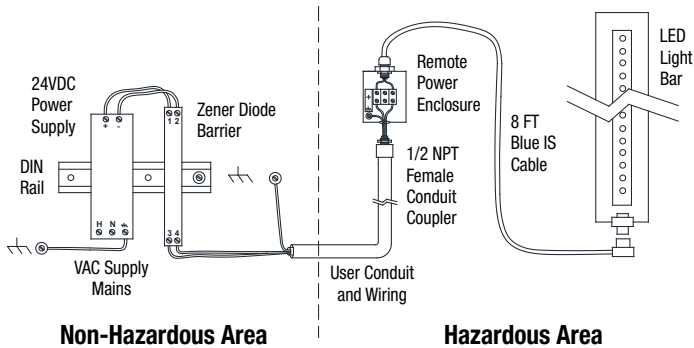 24VDC
Power
Supply
+ -
1 2
Zener Diode
Barrier
DIN
Rail
H N
3 4
VAC Supply
Mains
User Conduit
and Wiring
Remote
Power
Enclosure
+ -
1/2 NPT
Female
Conduit
Coupler
8 FT
Blue IS
Cable
LED
Light
Bar
Non-Hazardous Area
Hazardous Area